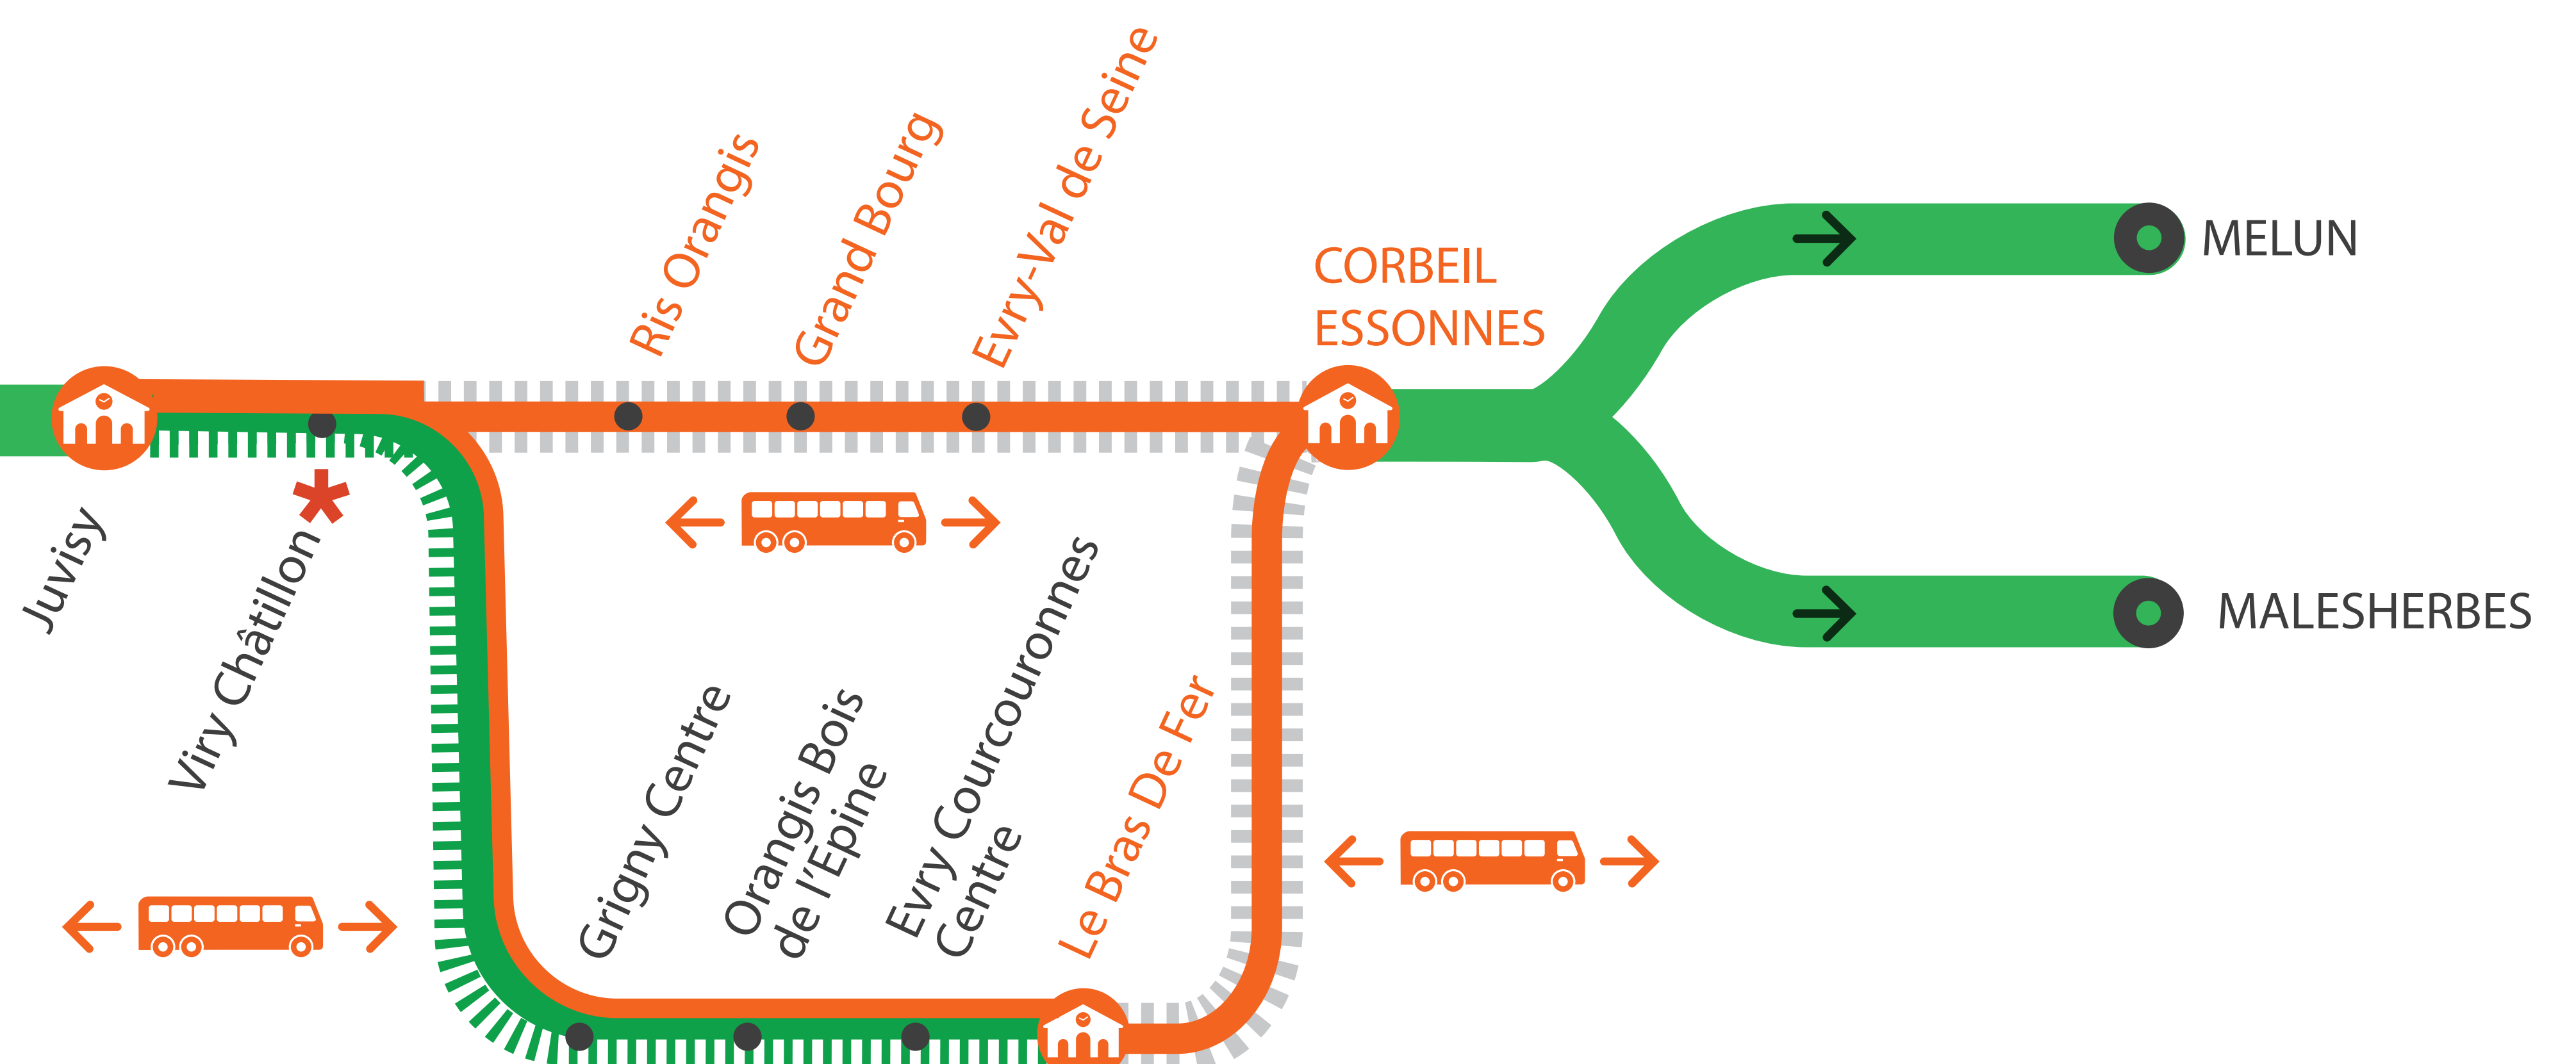 Ris Orangis
Grand Bourg
Evry-Val de Seine
CORBEIL
ESSONNES
MELUN
Juvisy
Viry Châtillon*
MALESHERBES
Grigny Centre
Orangis Bois
de l'Epine
Evry Courcouronnes
Centre
Le Bras De Fer